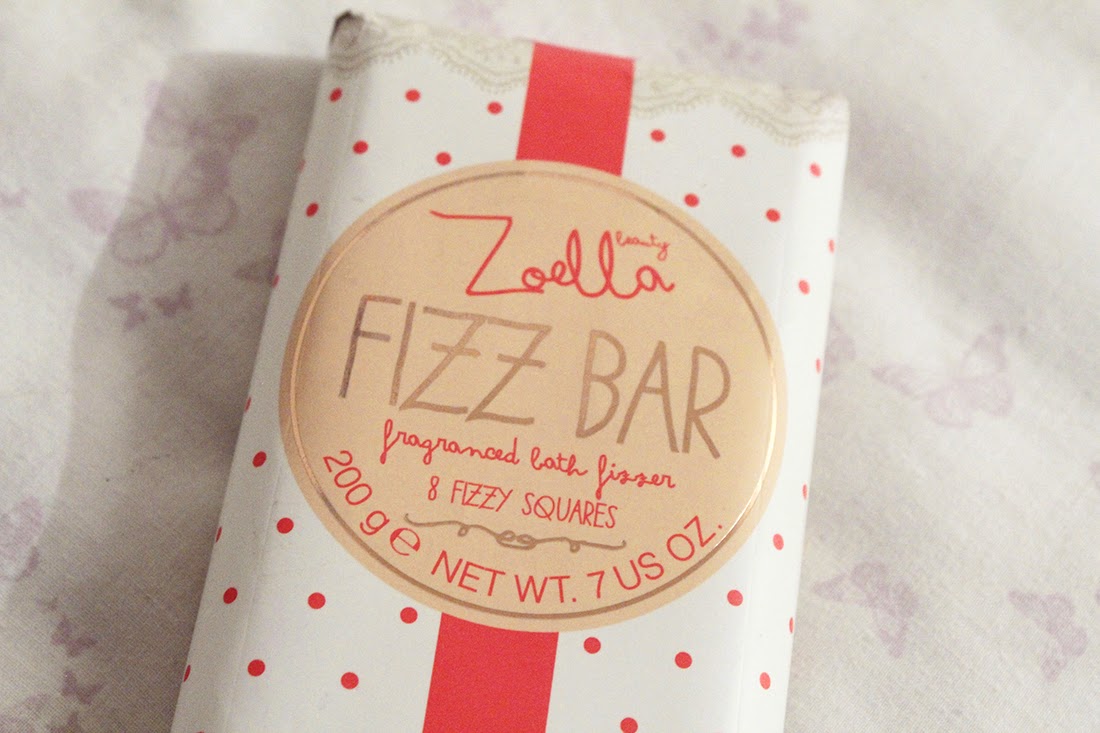 Zoella beauty
FIZZ BAR
fragranced bath fizzer
8 FIZZY SQUARES
200 g ℮ NET WT. 7 US OZ.